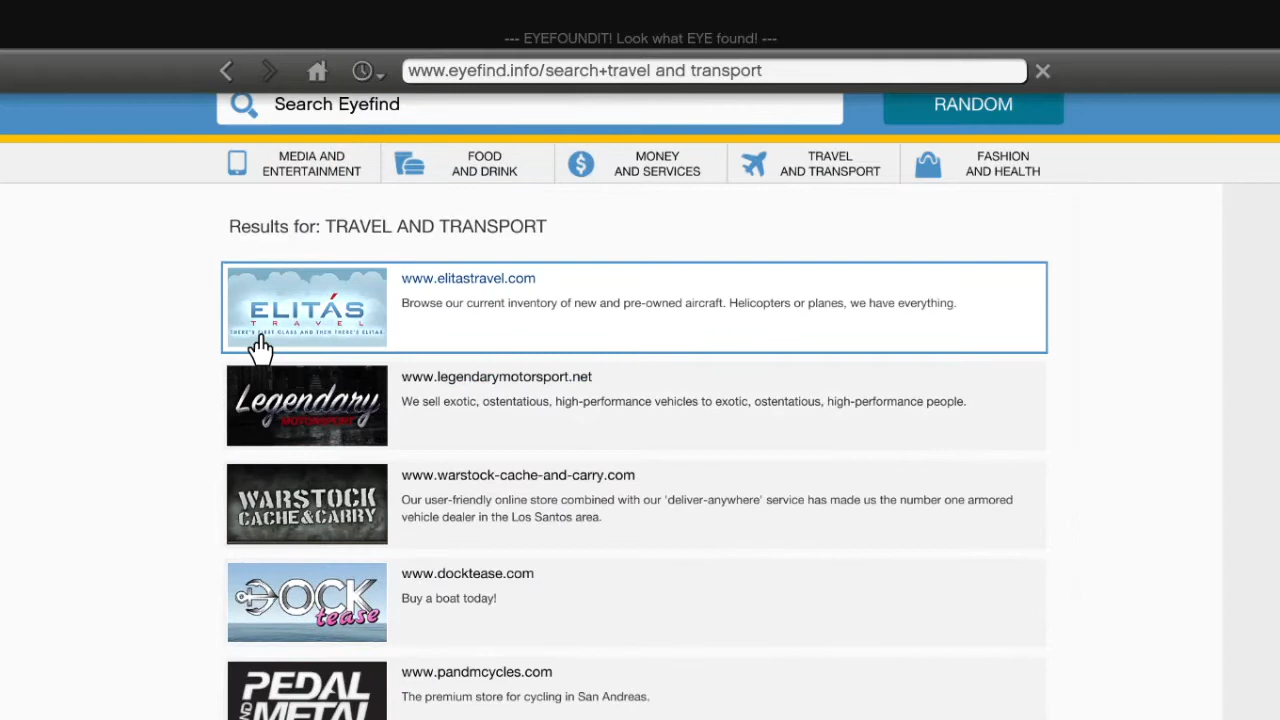 --- EYEFOUNDIT! Look what EYE found! ---
www.eyefind.info/search+travel and transport
Search Eyefind
RANDOM
MEDIA AND
ENTERTAINMENT
FOOD
AND DRINK
MONEY
AND SERVICES
TRAVEL
AND TRANSPORT
FASHION
AND HEALTH
Results for: TRAVEL AND TRANSPORT
ELITÁS
TRAVEL
THERE'S FIRST CLASS AND THEN THERE'S ELITAS.
www.elitastravel.com
Browse our current inventory of new and pre-owned aircraft. Helicopters or planes, we have everything.
Legendary
MOTORSPORT
www.legendarymotorsport.net
We sell exotic, ostentatious, high-performance vehicles to exotic, ostentatious, high-performance people.
WARSTOCK
CACHE&CARRY
www.warstock-cache-and-carry.com
Our user-friendly online store combined with our 'deliver-anywhere' service has made us the number one armored
vehicle dealer in the Los Santos area.
DOCK
tease
www.docktease.com
Buy a boat today!
PEDAL
AND
METAL
www.pandmcycles.com
The premium store for cycling in San Andreas.